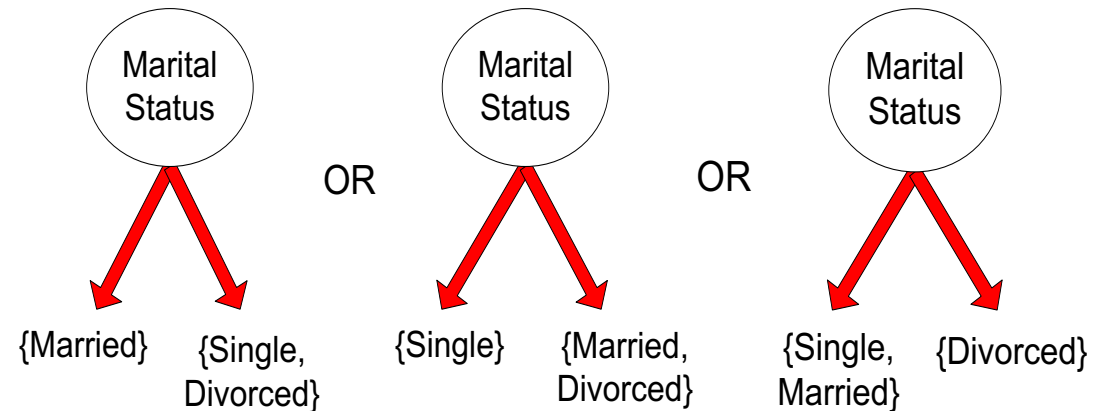 Marital
Status
OR
Marital
Status
OR
Marital
Status
{Married}
{Single,
Divorced}
{Single}
{Married,
Divorced}
{Single,
Married}
{Divorced}